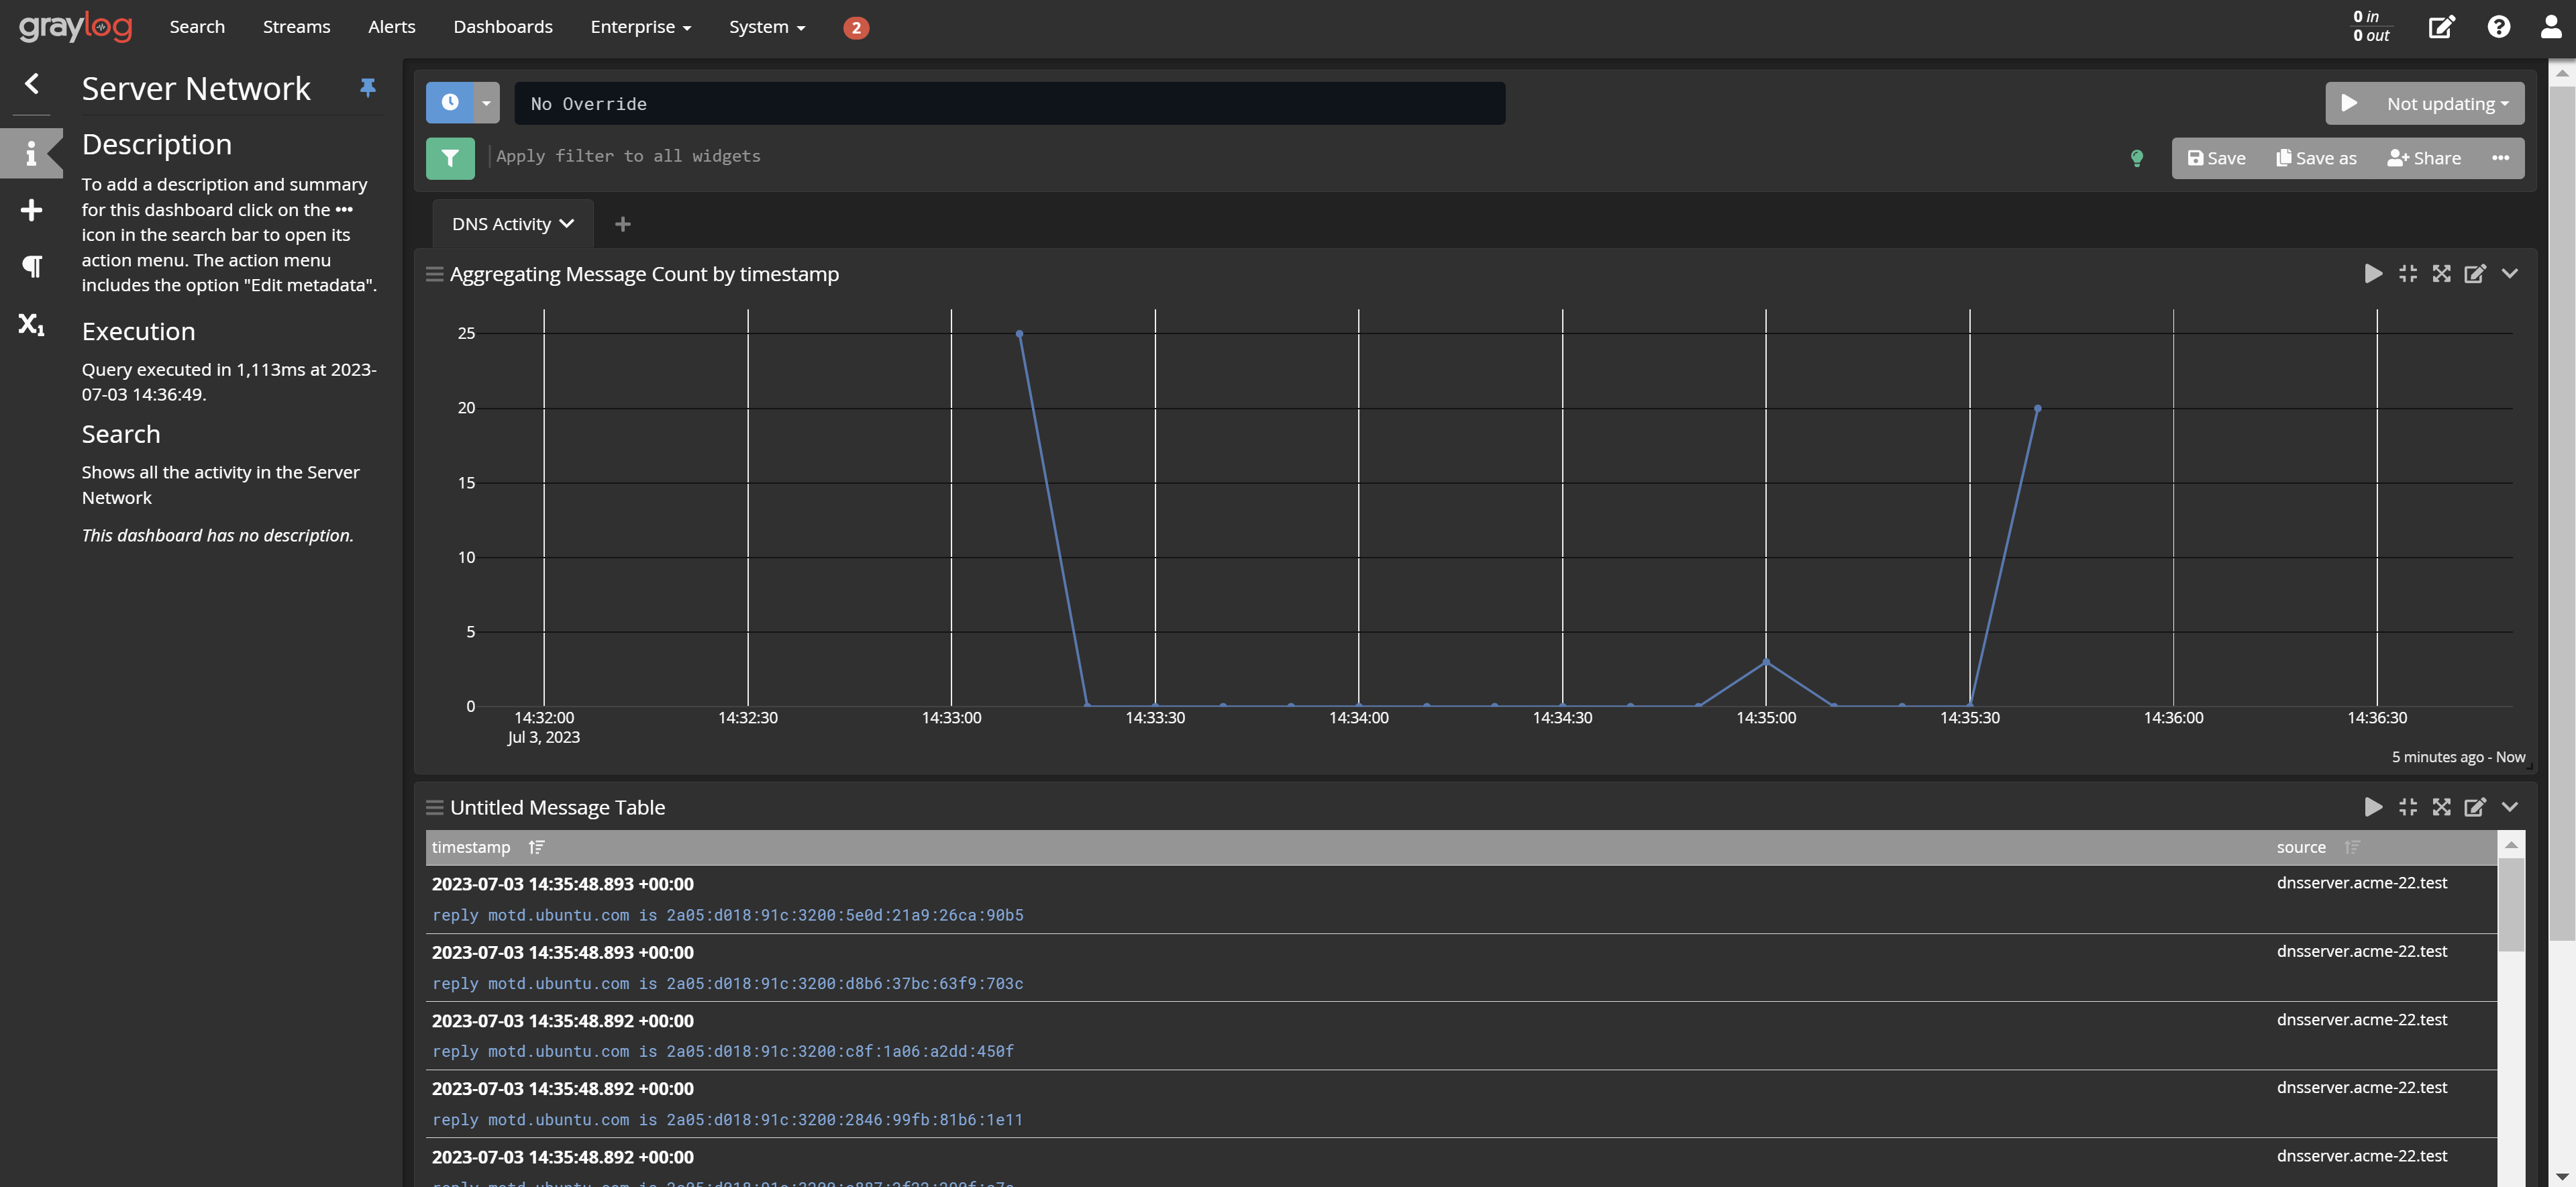 graylog Search Streams Alerts Dashboards Enterprise System 2 0 in
0 out
Server Network
Description
To add a description and summary
for this dashboard click on the •••
icon in the search bar to open its
action menu. The action menu
includes the option "Edit metadata".
Execution
Query executed in 1,113ms at 2023-
07-03 14:36:49.
Search
Shows all the activity in the Server
Network
This dashboard has no description.
No Override
Not updating
Apply filter to all widgets
Save Save as Share
DNS Activity
Aggregating Message Count by timestamp
25
20
15
10
5
0
14:32:00 14:32:30 14:33:00 14:33:30 14:34:00 14:34:30 14:35:00 14:35:30 14:36:00 14:36:30
Jul 3, 2023
5 minutes ago - Now
Untitled Message Table
timestamp source
2023-07-03 14:35:48.893 +00:00 dnsserver.acme-22.test
reply motd.ubuntu.com is 2a05:d018:91c:3200:5e0d:21a9:26ca:90b5
2023-07-03 14:35:48.893 +00:00 dnsserver.acme-22.test
reply motd.ubuntu.com is 2a05:d018:91c:3200:d8b6:37bc:63f9:703c
2023-07-03 14:35:48.892 +00:00 dnsserver.acme-22.test
reply motd.ubuntu.com is 2a05:d018:91c:3200:c8f:1a06:a2dd:450f
2023-07-03 14:35:48.892 +00:00 dnsserver.acme-22.test
reply motd.ubuntu.com is 2a05:d018:91c:3200:2846:99fb:81b6:1e11
2023-07-03 14:35:48.892 +00:00 dnsserver.acme-22.test
reply motd.ubuntu.com is